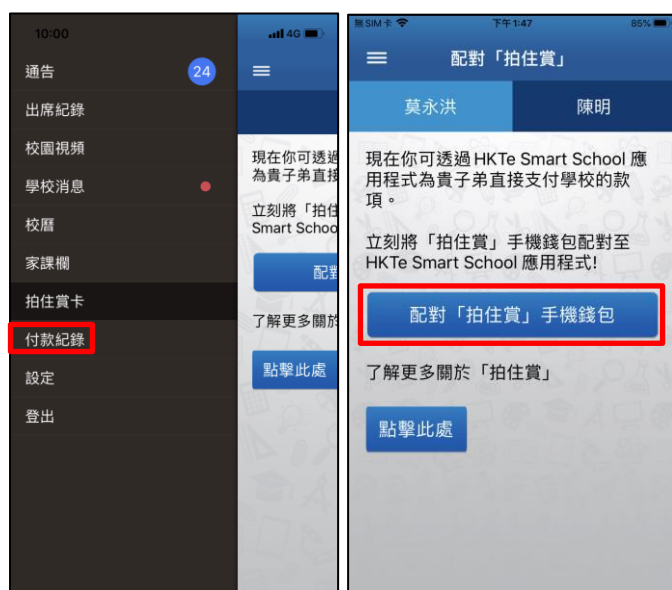 10:00
4G
通告
24
出席紀錄
校園視頻
學校消息
校曆
家課欄
拍住賞卡
付款紀錄
設定
登出
現在你可透過
為貴子弟直接
立刻將「拍住
Smart Schoo
配對
了解更多關於
點擊此處
無 SIM 卡
下午1:47
85%
配對「拍住賞」
莫永洪
陳明
現在你可透過 HKTe Smart School 應
用程式為貴子弟直接支付學校的款
項。
立刻將「拍住賞」手機錢包配對至
HKTe Smart School 應用程式!
配對「拍住賞」手機錢包
了解更多關於「拍住賞」
點擊此處